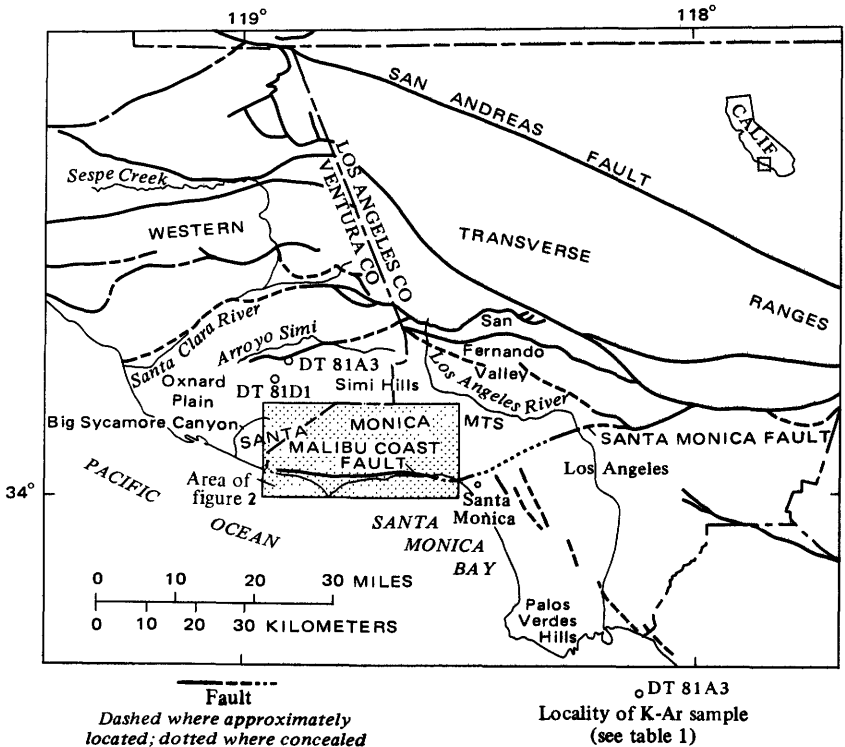 119°
118°
SAN ANDREAS FAULT
CALIF
LOS ANGELES CO
VENTURA CO
Sespe Creek
WESTERN
TRANSVERSE
RANGES
Santa Clara River
Arroyo Simi
San
Fernando
Valley
DT 81A3
Oxnard
Plain
DT 81D1
Simi Hills
Los Angeles River
Big Sycamore Canyon
SANTA
MONICA
MTS
MALIBU COAST
FAULT
SANTA MONICA FAULT
Los Angeles
Area of
figure 2
PACIFIC
OCEAN
34°
Santa
Monica
SANTA
MONICA
BAY
0 10 20 30 MILES
0 10 20 30 KILOMETERS
Palos
Verdes
Hills
Fault
Dashed where approximately
located; dotted where concealed
DT 81A3
Locality of K-Ar sample
(see table 1)